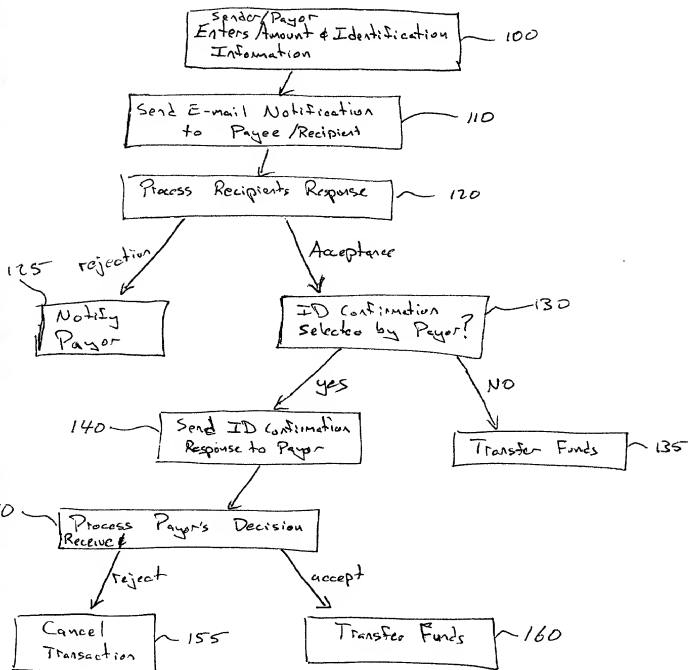 Sender/Payor
Enters Amount & Identification
Information
100
Send E-mail Notification
to Payee/Recipient
110
Process Recipients Response
120
rejection
Acceptance
125
Notify
Payor
ID Confirmation
Selected by Payor?
130
yes
NO
140
Send ID Confirmation
Response to Payor
Transfer Funds
135
0
Process Payor's Decision
Receive &
reject
accept
Cancel
Transaction
155
Transfer Funds
160